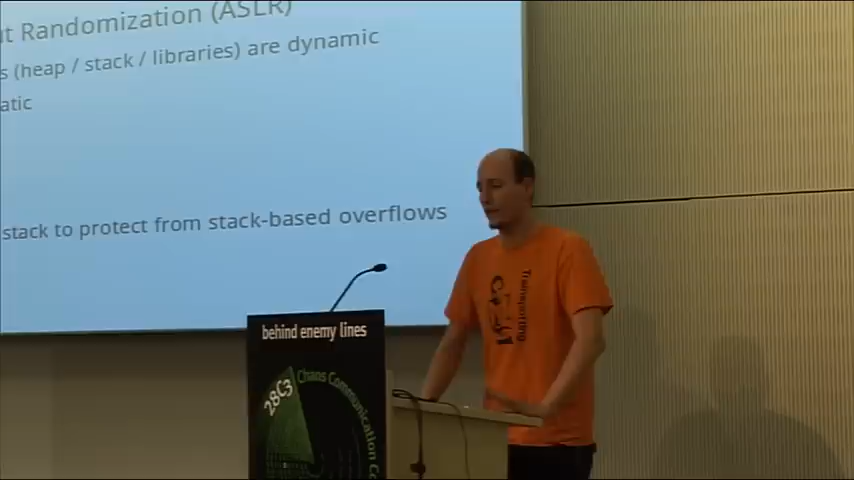 t Randomization (ASLR)
s (heap / stack / libraries) are dynamic
atic
stack to protect from stack-based overflows
behind enemy lines
28C3
Chaos Communication Co